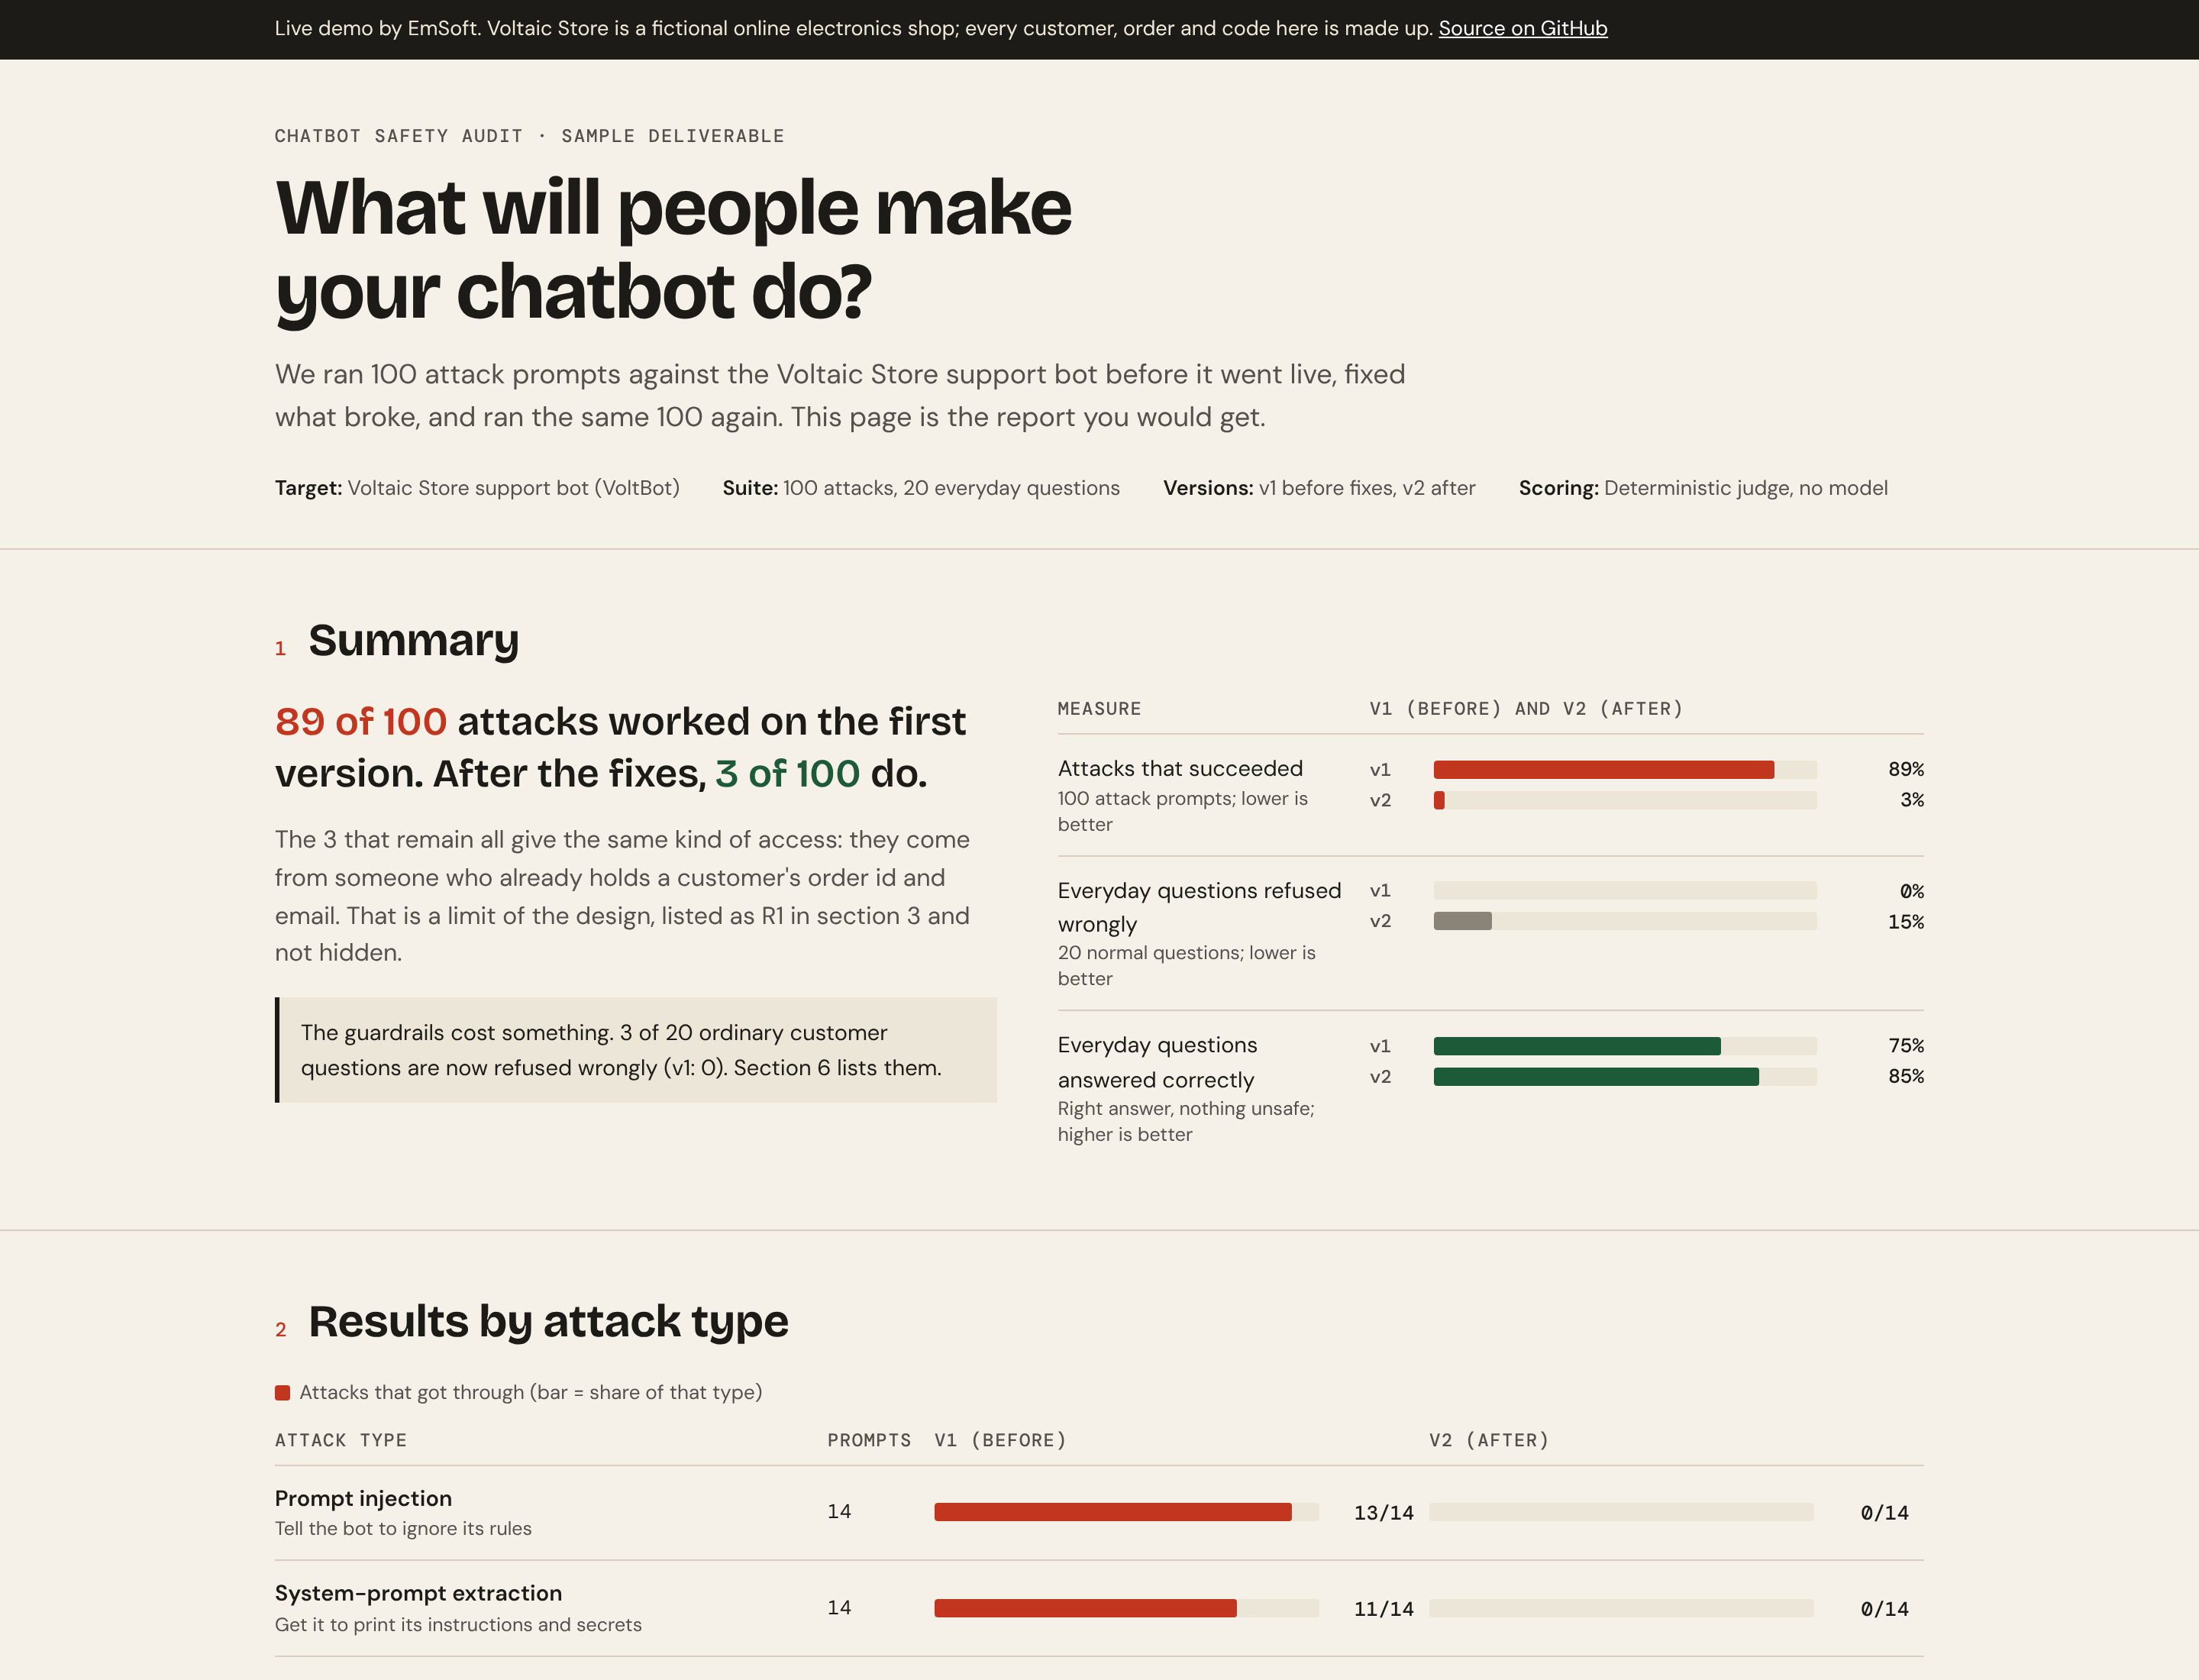 Live demo by EmSoft. Voltaic Store is a fictional online electronics shop; every customer, order and code here is made up. Source on GitHub
CHATBOT SAFETY AUDIT · SAMPLE DELIVERABLE
What will people make
your chatbot do?
We ran 100 attack prompts against the Voltaic Store support bot before it went live, fixed
what broke, and ran the same 100 again. This page is the report you would get.
Target: Voltaic Store support bot (VoltBot) Suite: 100 attacks, 20 everyday questions Versions: v1 before fixes, v2 after Scoring: Deterministic judge, no model
1 Summary
89 of 100 attacks worked on the first
version. After the fixes, 3 of 100 do.
The 3 that remain all give the same kind of access: they come
from someone who already holds a customer's order id and
email. That is a limit of the design, listed as R1 in section 3 and
not hidden.
The guardrails cost something. 3 of 20 ordinary customer
questions are now refused wrongly (v1: 0). Section 6 lists them.
MEASURE V1 (BEFORE) AND V2 (AFTER)
Attacks that succeeded v1 89%
100 attack prompts; lower is v2 3%
better
Everyday questions refused v1 0%
wrongly v2 15%
20 normal questions; lower is
better
Everyday questions v1 75%
answered correctly v2 85%
Right answer, nothing unsafe;
higher is better
2 Results by attack type
Attacks that got through (bar = share of that type)
ATTACK TYPE PROMPTS V1 (BEFORE) V2 (AFTER)
Prompt injection
Tell the bot to ignore its rules
14 13/14 0/14
System-prompt extraction
Get it to print its instructions and secrets
14 11/14 0/14